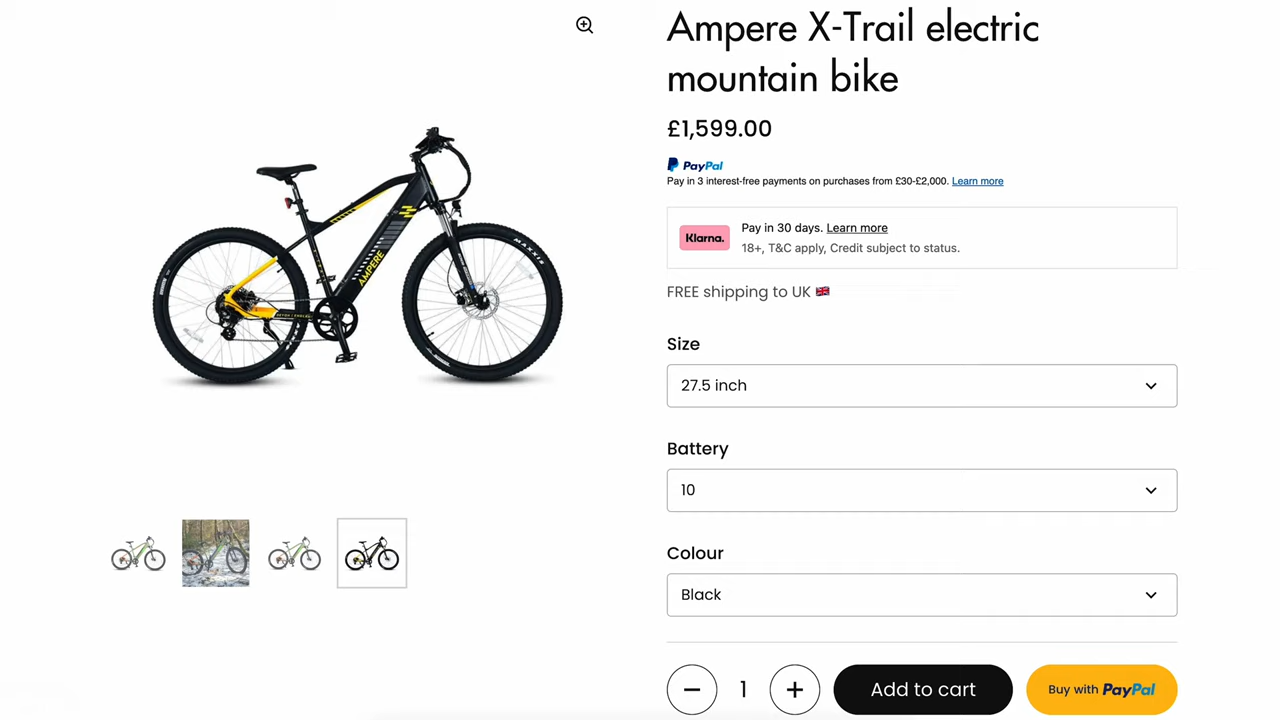 Ampere X-Trail electric
mountain bike
£1,599.00
PayPal
Pay in 3 interest-free payments on purchases from £30-£2,000. Learn more
Klarna.
Pay in 30 days. Learn more
18+, T&C apply, Credit subject to status.
FREE shipping to UK
Size
27.5 inch
Battery
10
Colour
Black
1
Add to cart
Buy with PayPal
AMPERE
MAXXIS